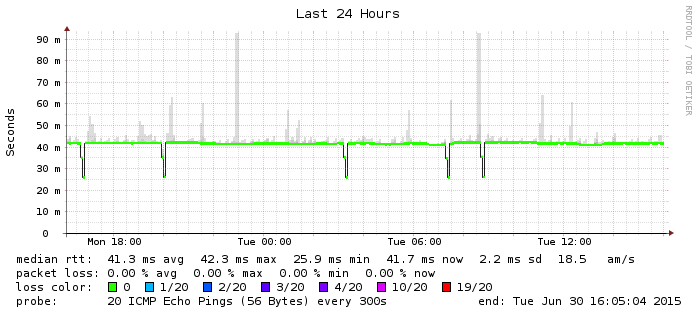 Last 24 Hours
RRDTOOL / TOBI OETIKER
Seconds
90 m
80 m
70 m
60 m
50 m
40 m
30 m
20 m
10 m
0
Mon 18:00 Tue 00:00 Tue 06:00 Tue 12:00
median rtt: 41.3 ms avg 42.3 ms max 25.9 ms min 41.7 ms now 2.2 ms sd 18.5 am/s
packet loss: 0.00 % avg 0.00 % max 0.00 % min 0.00 % now
loss color: 0 1/20 2/20 3/20 4/20 10/20 19/20
probe: 20 ICMP Echo Pings (56 Bytes) every 300s end: Tue Jun 30 16:05:04 2015